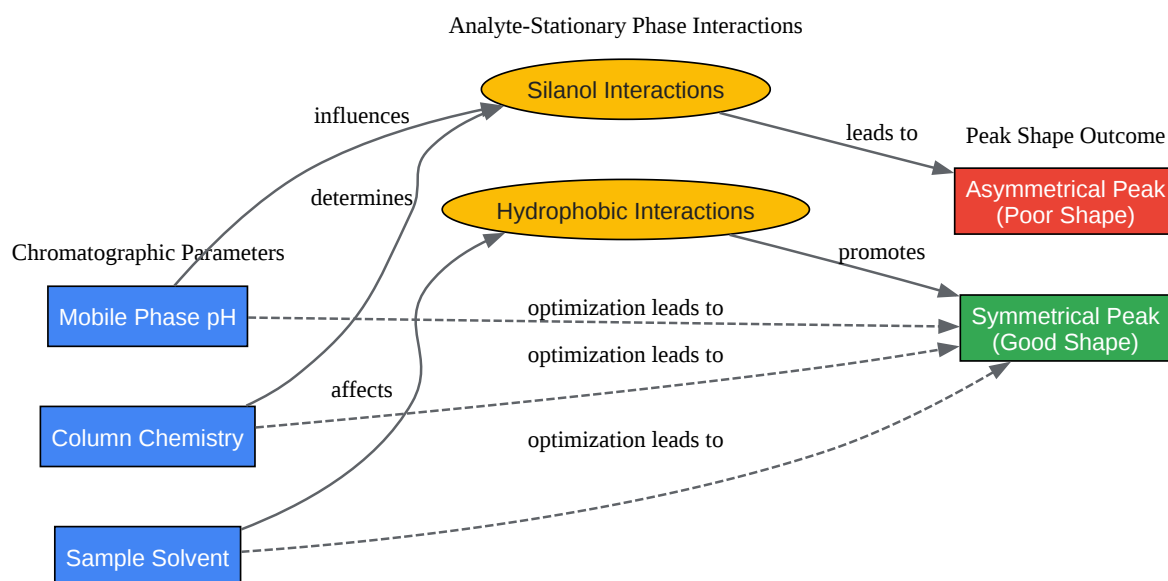 Analyte-Stationary Phase Interactions
Silanol Interactions
influences
leads to
Peak Shape Outcome
Asymmetrical Peak
(Poor Shape)
determines
Hydrophobic Interactions
promotes
Chromatographic Parameters
Mobile Phase pH
optimization leads to
Symmetrical Peak
(Good Shape)
optimization leads to
affects
Column Chemistry
optimization leads to
Sample Solvent